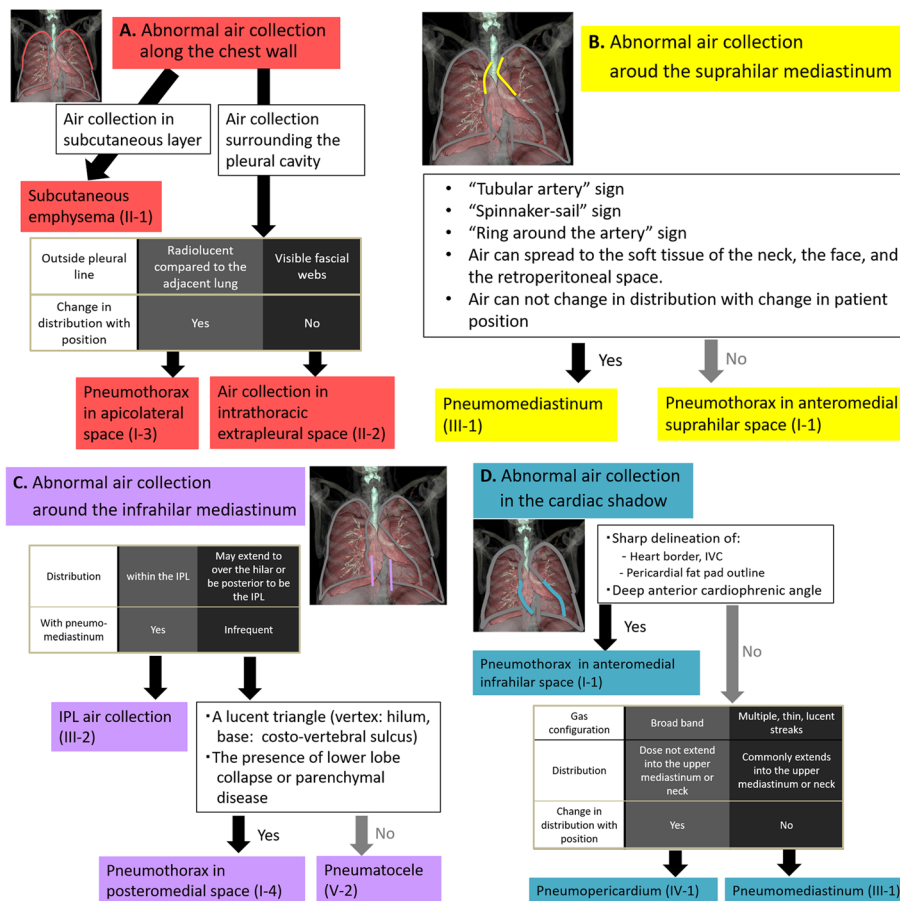 A. Abnormal air collection
along the chest wall
Air collection in
subcutaneous layer
Air collection
surrounding the
pleural cavity
Subcutaneous
emphysema (II-1)
Outside pleural
line
Radiolucent
compared to the
adjacent lung
Visible fascial
webs
Change in
distribution with
position
Yes
No
Pneumothorax
in apicolateral
space (I-3)
Air collection in
intrathoracic
extrapleural space (II-2)
B. Abnormal air collection
aroud the suprahilar mediastinum
• “Tubular artery” sign
• “Spinnaker-sail” sign
• “Ring around the artery” sign
• Air can spread to the soft tissue of the neck, the face, and
the retroperitoneal space.
• Air can not change in distribution with change in patient
position
Yes
No
Pneumomediastinum
(III-1)
Pneumothorax in anteromedial
suprahilar space (I-1)
C. Abnormal air collection
around the infrahilar mediastinum
Distribution
within the IPL
May extend to
over the hilar or
be posterior to be
the IPL
With pneumo-
mediastinum
Yes
Infrequent
IPL air collection
(III-2)
• A lucent triangle (vertex: hilum,
base: costo-vertebral sulcus)
• The presence of lower lobe
collapse or parenchymal
disease
Yes
No
Pneumothorax in
posteromedial space (I-4)
Pneumatocele
(V-2)
D. Abnormal air collection
in the cardiac shadow
• Sharp delineation of:
- Heart border, IVC
- Pericardial fat pad outline
• Deep anterior cardiophrenic angle
Yes
No
Pneumothorax in anteromedial
infrahilar space (I-1)
Gas
configuration
Broad band
Multiple, thin, lucent
streaks
Distribution
Dose not extend
into the upper
mediastinum or
neck
Commonly extends
into the upper
mediastinum or neck
Change in
distribution with
position
Yes
No
Pneumopericardium (IV-1)
Pneumomediastinum (III-1)